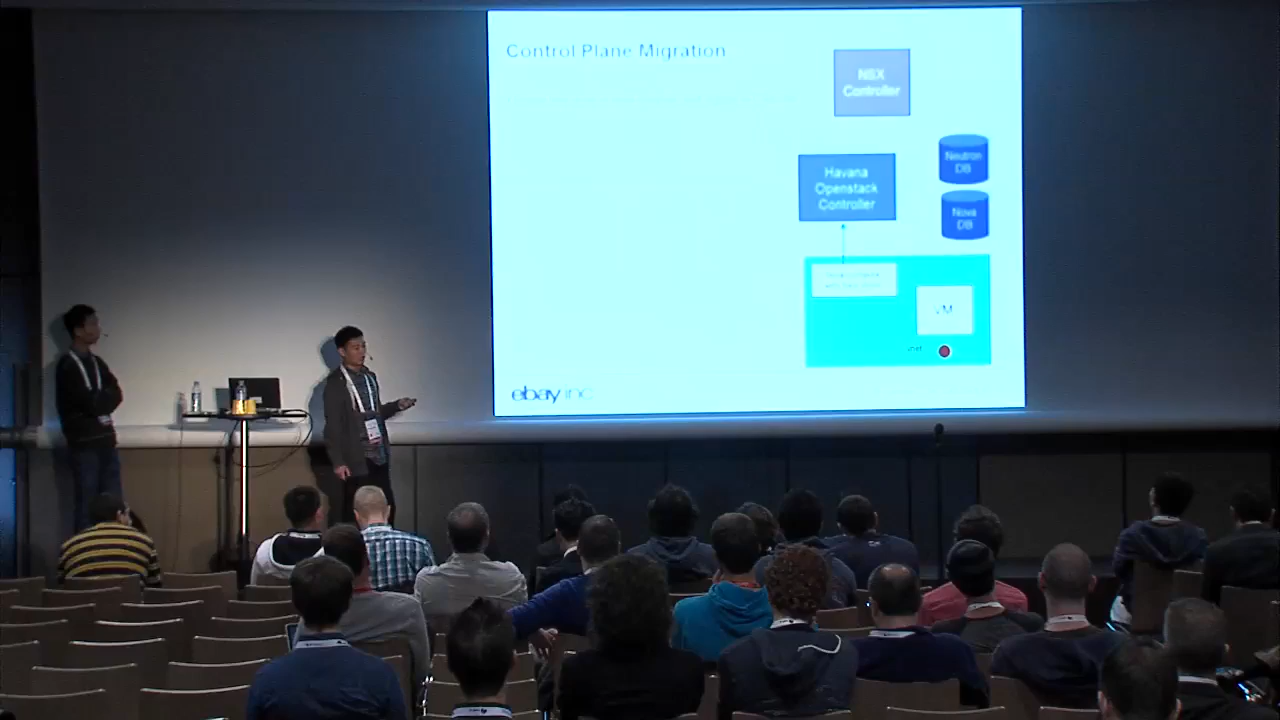 Control Plane Migration
NSX
Controller
Neutron
DB
Havana
Openstack
Controller
Nova
DB
VM
ebay inc